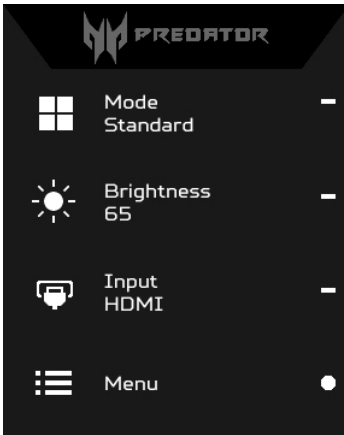 PREDATOR
Mode
Standard
Brightness
65
Input
HDMI
Menu